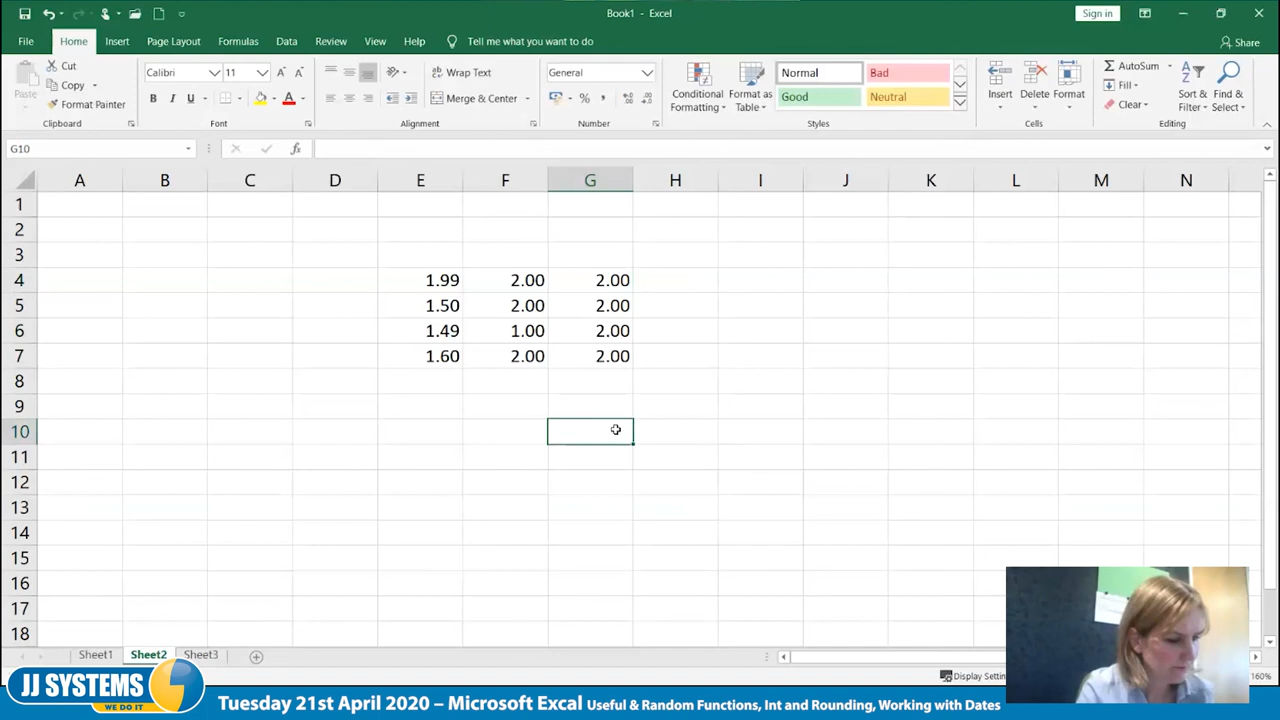 Book1 - Excel
Sign in
File Home Insert Page Layout Formulas Data Review View Help Tell me what you want to do Share
Paste
Cut
Copy
Format Painter
Clipboard
Calibri 11
B I U
Font
Wrap Text
Merge & Center
Alignment
General
%
Number
Conditional Formatting
Format as Table
Normal Bad
Good Neutral
Styles
Insert Delete Format
Cells
AutoSum
Fill
Clear
Sort & Filter
Find & Select
Editing
G10 fx
A B C D E F G H I J K L M N
1
2
3
4 1.99 2.00 2.00
5 1.50 2.00 2.00
6 1.49 1.00 2.00
7 1.60 2.00 2.00
8
9
10
11
12
13
14
15
16
17
18
Sheet1 Sheet2 Sheet3
Display Settin
160%
JJ SYSTEMS
WE DO IT
Tuesday 21st April 2020 – Microsoft Excal Useful & Random Functions, Int and Rounding, Working with Dates